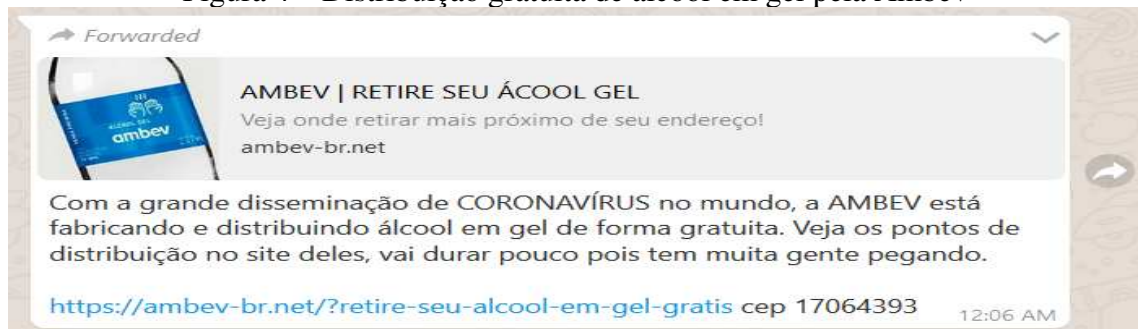 Figura 4 – Distribuição gratuita de álcool em gel pela Ambev
Forwarded
AMBEV | RETIRE SEU ÁCOOL GEL
Veja onde retirar mais próximo de seu endereço!
ambev-br.net
ambev
Com a grande disseminação de CORONAVÍRUS no mundo, a AMBEV está
fabricando e distribuindo álcool em gel de forma gratuita. Veja os pontos de
distribuição no site deles, vai durar pouco pois tem muita gente pegando.
https://ambev-br.net/?retire-seu-alcool-em-gel-gratis cep 17064393
12:06 AM